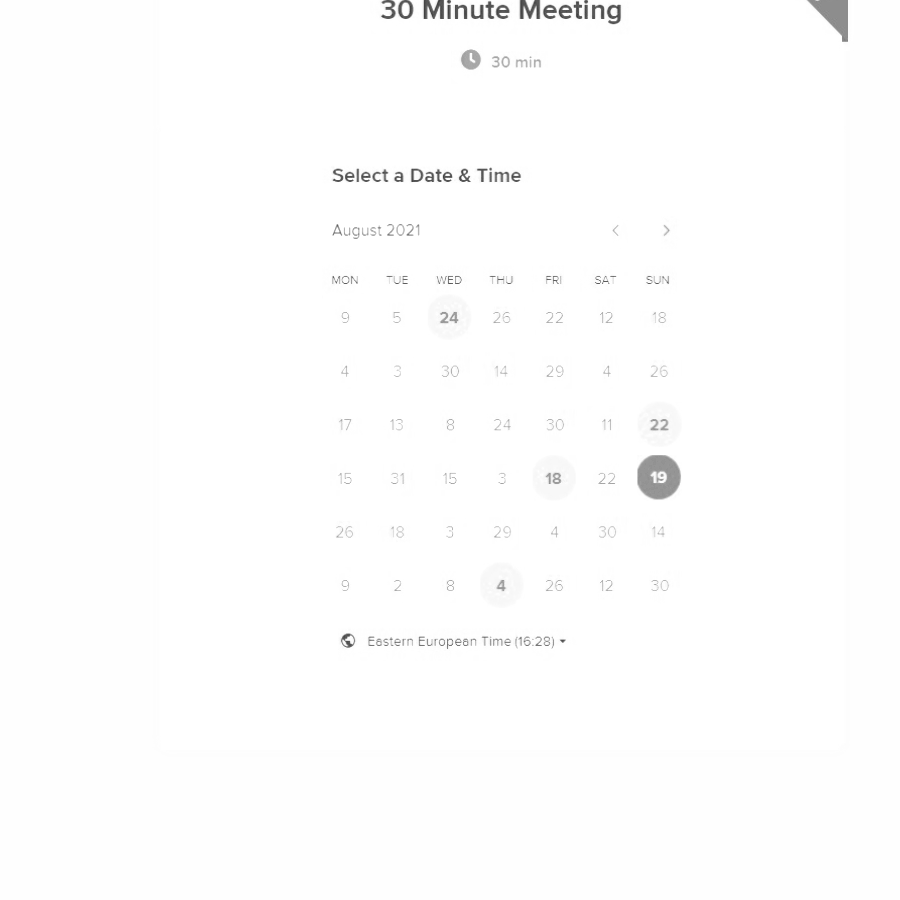 30 Minute Meeting
30 min
Select a Date & Time
August 2021
MON TUE WED THU FRI SAT SUN
9 5 24 26 22 12 18
4 3 30 14 29 4 26
17 13 8 24 30 11 22
15 31 15 3 18 22 19
26 18 3 29 4 30 14
9 2 8 4 26 12 30
Eastern European Time (16:28)